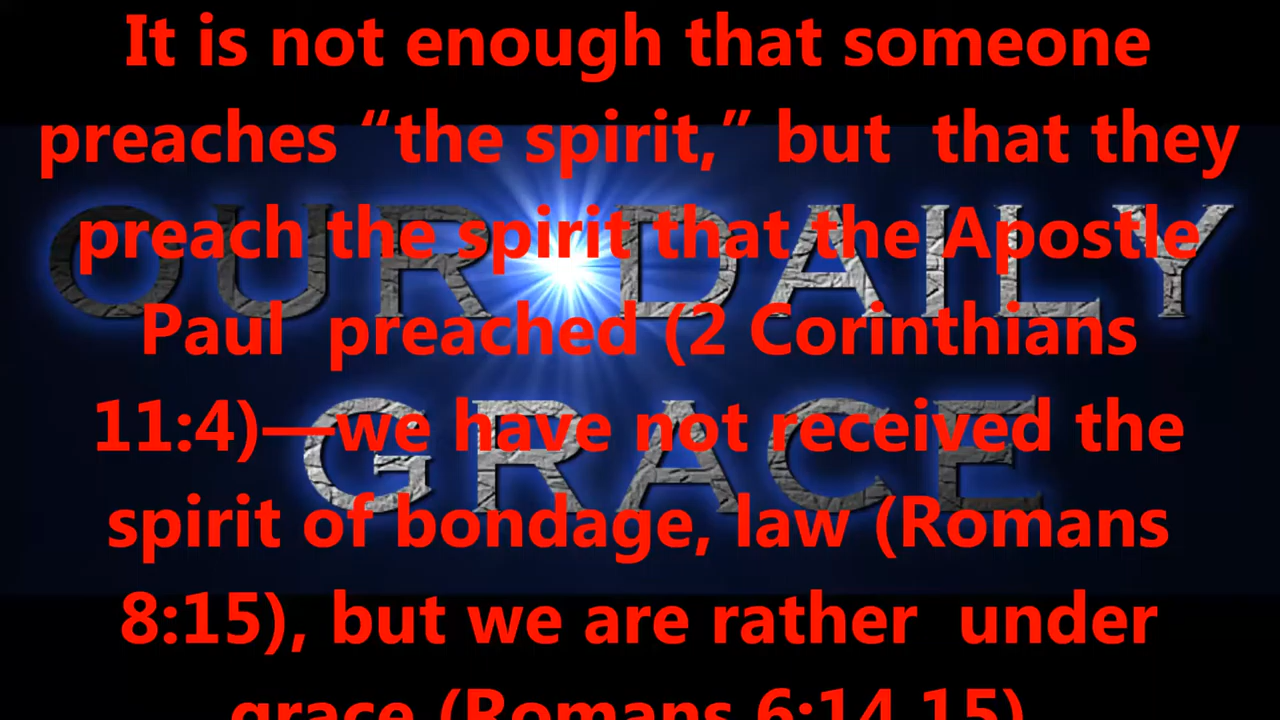 It is not enough that someone
preaches “the spirit,” but that they
preach the spirit that the Apostle
Paul preached (2 Corinthians
11:4)—we have not received the
spirit of bondage, law (Romans
8:15), but we are rather under
grace (Romans 6:14,15)
OUR DAILY
GRACE